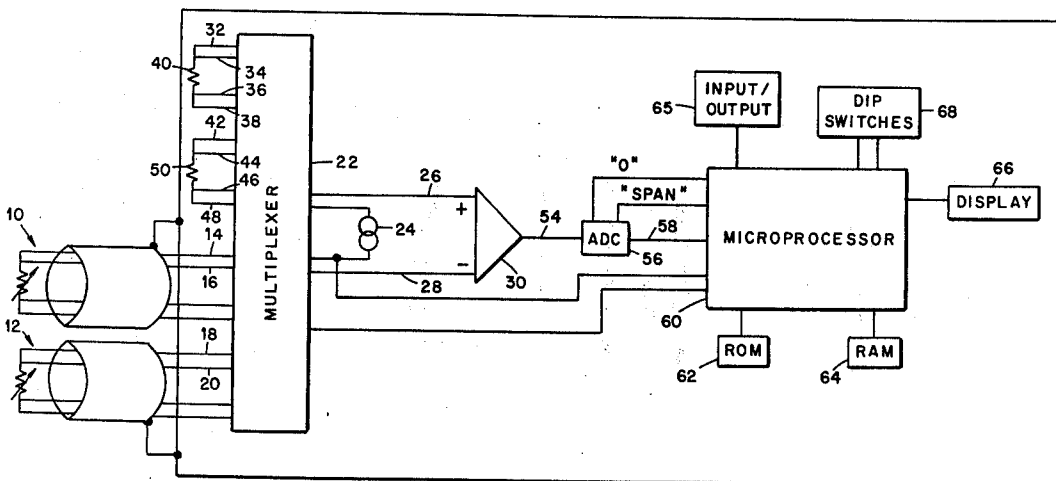 32
40
34
36
38
42
50
44
46
48
10
14
16
12
18
20
MULTIPLEXER
22
26
+
24
−
28
30
54
"O"
"SPAN"
ADC
56
58
INPUT/
OUTPUT
65
DIP
SWITCHES
68
MICROPROCESSOR
60
66
DISPLAY
ROM
62
RAM
64